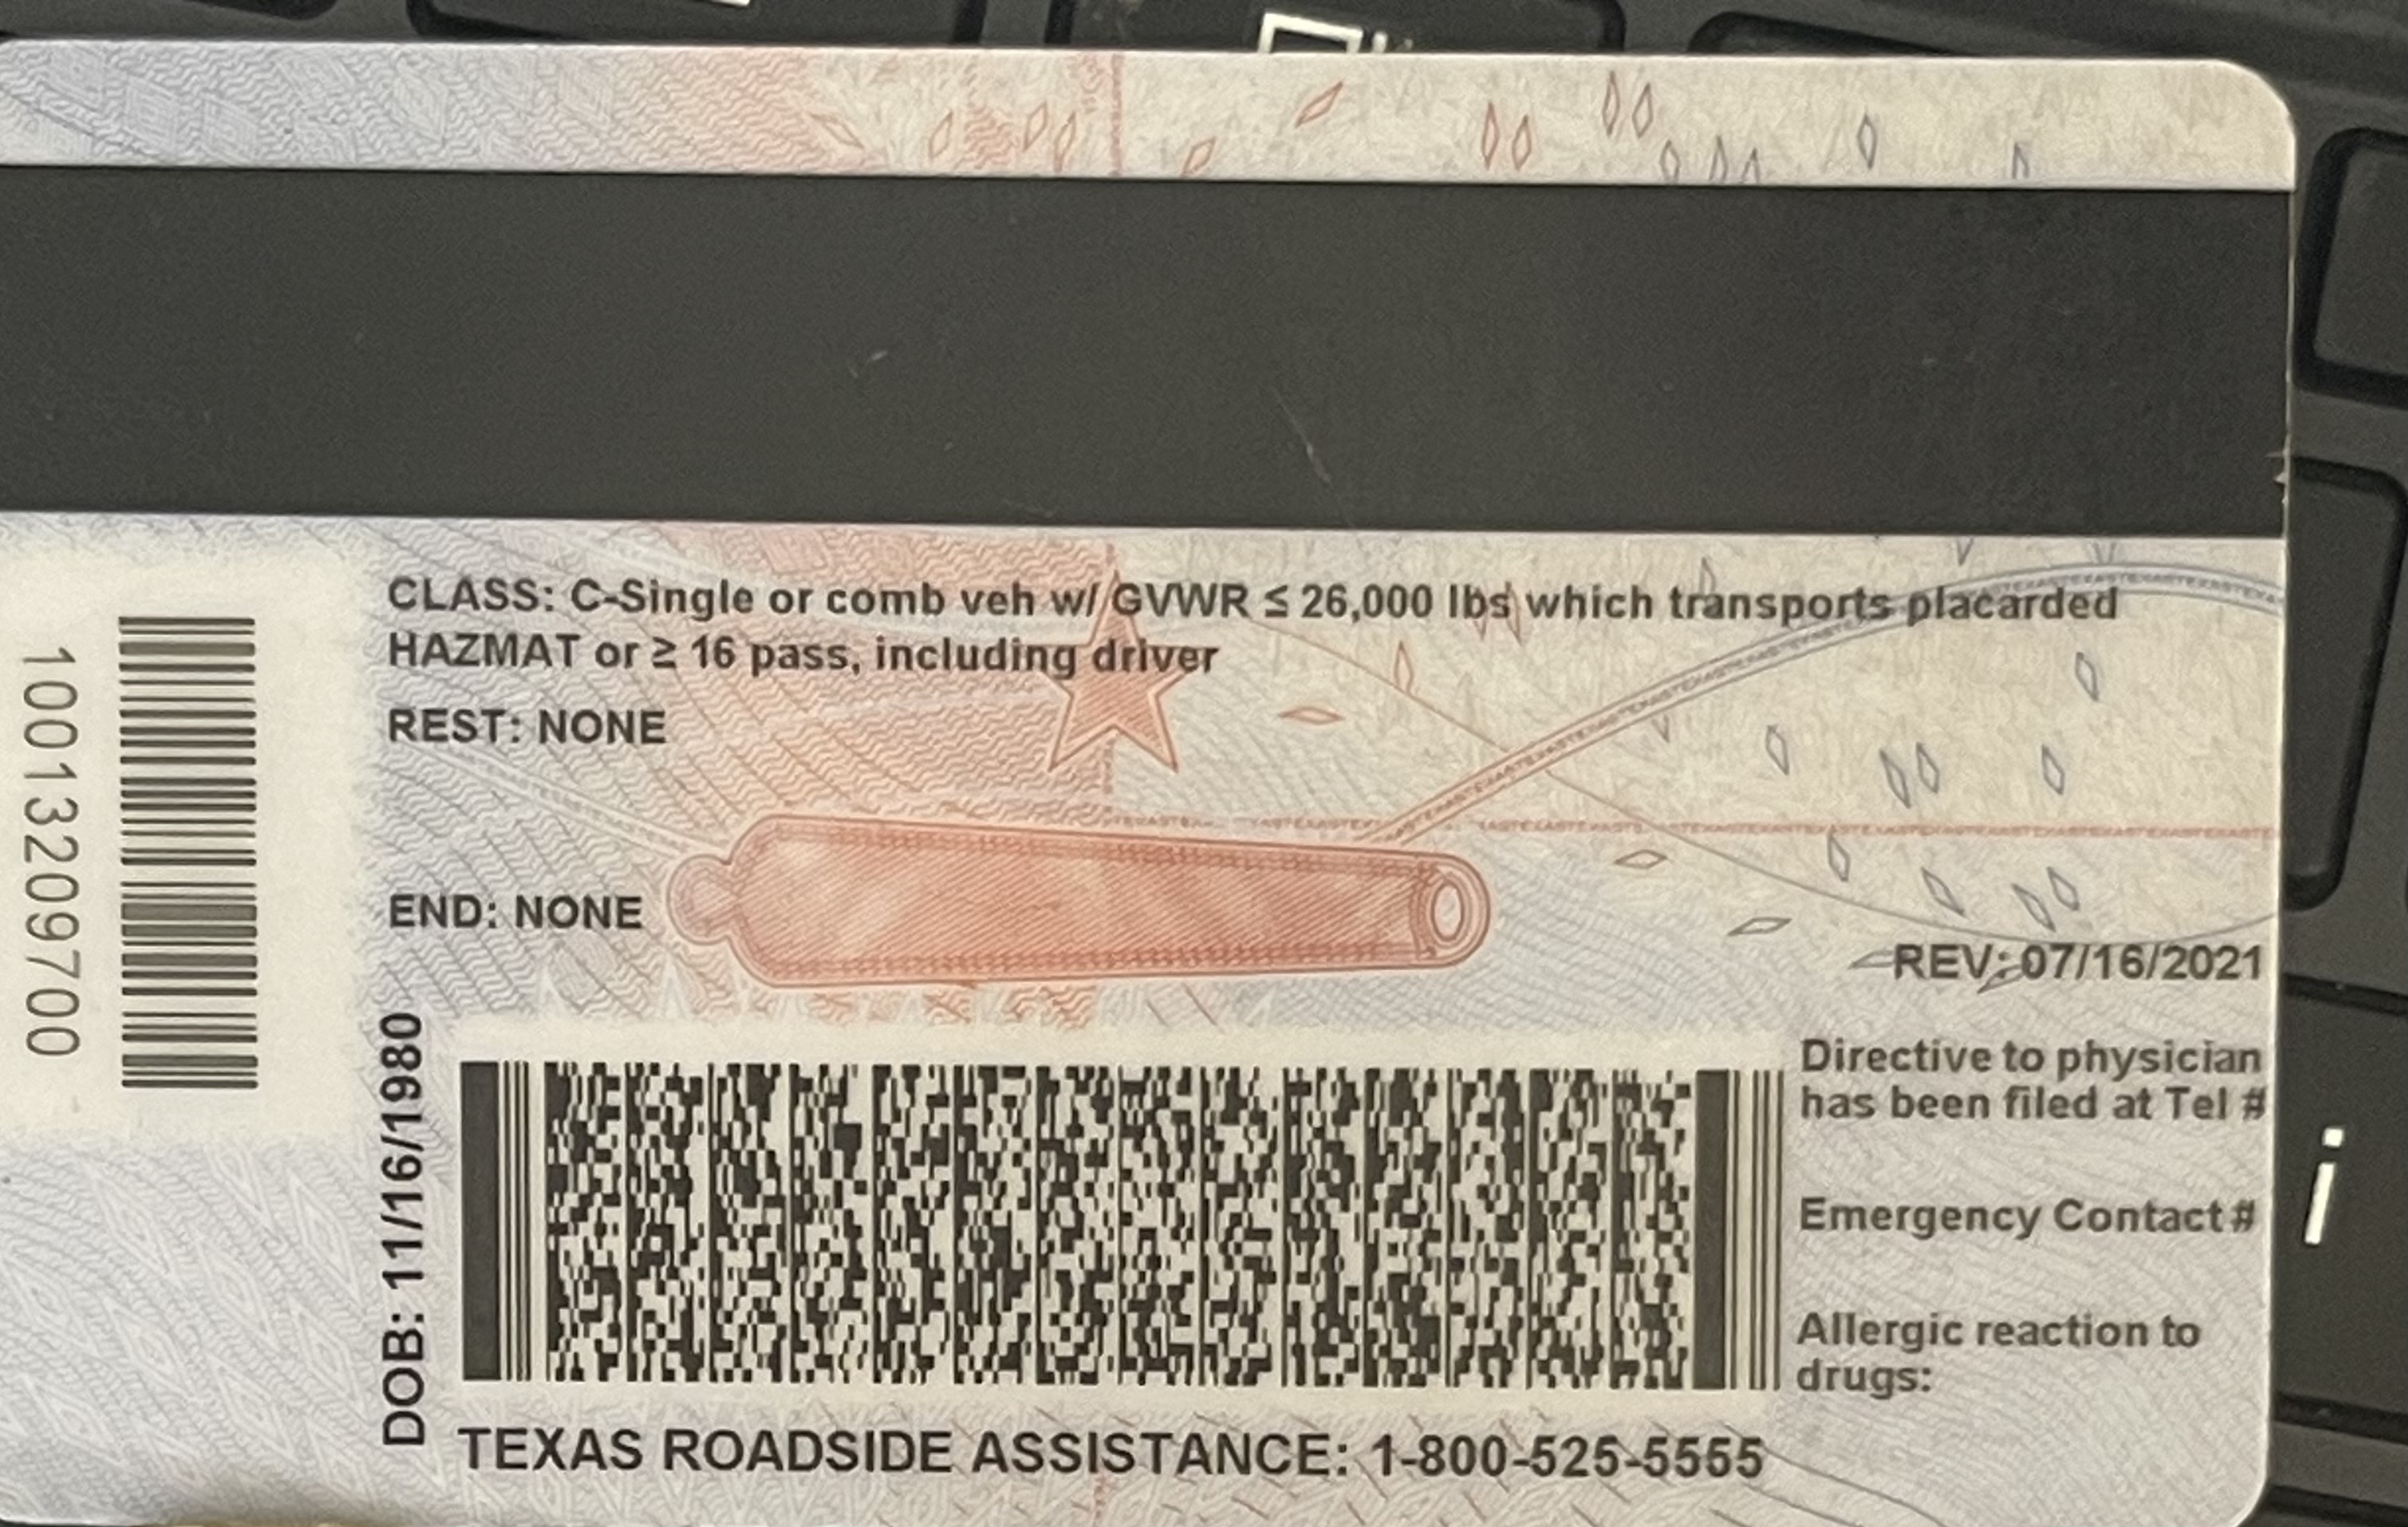 CLASS: C-Single or comb veh w/ GVWR ≤ 26,000 lbs which transports placarded
HAZMAT or ≥ 16 pass, including driver
REST: NONE
END: NONE
REV: 07/16/2021
10013209700
DOB: 11/16/1980
Directive to physician
has been filed at Tel #
Emergency Contact #
Allergic reaction to
drugs:
TEXAS ROADSIDE ASSISTANCE: 1-800-525-5555
i